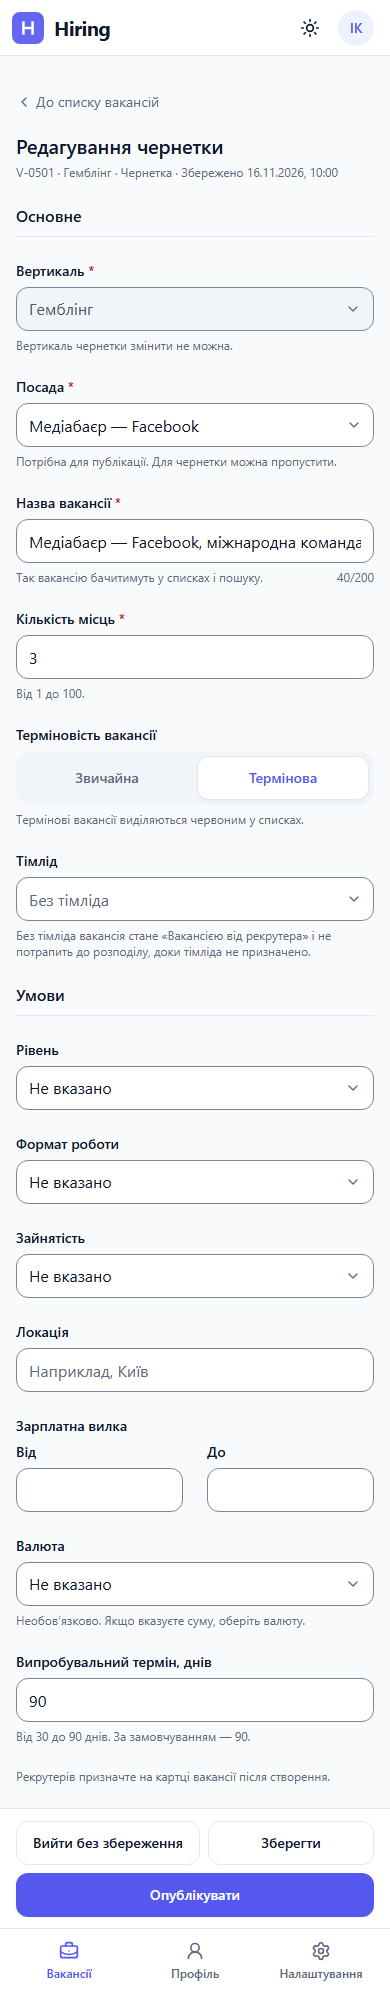 H Hiring
ІК
До списку вакансій
Редагування чернетки
V-0501 · Гемблінг · Чернетка · Збережено 16.11.2026, 10:00
Основне
Вертикаль *
Гемблінг
Вертикаль чернетки змінити не можна.
Посада *
Медіабаєр — Facebook
Потрібна для публікації. Для чернетки можна пропустити.
Назва вакансії *
Медіабаєр — Facebook, міжнародна команда
Так вакансію бачитимуть у списках і пошуку. 40/200
Кількість місць *
3
Від 1 до 100.
Терміновість вакансії
Звичайна Термінова
Термінові вакансії виділяються червоним у списках.
Тімлід
Без тімліда
Без тімліда вакансія стане «Вакансією від рекрутера» і не
потрапить до розподілу, доки тімліда не призначено.
Умови
Рівень
Не вказано
Формат роботи
Не вказано
Зайнятість
Не вказано
Локація
Наприклад, Київ
Зарплатна вилка
Від До
Валюта
Не вказано
Необов’язково. Якщо вказуєте суму, оберіть валюту.
Випробувальний термін, днів
90
Від 30 до 90 днів. За замовчуванням — 90.
Рекрутерів призначте на картці вакансії після створення.
Вийти без збереження Зберегти
Опублікувати
Вакансії Профіль Налаштування